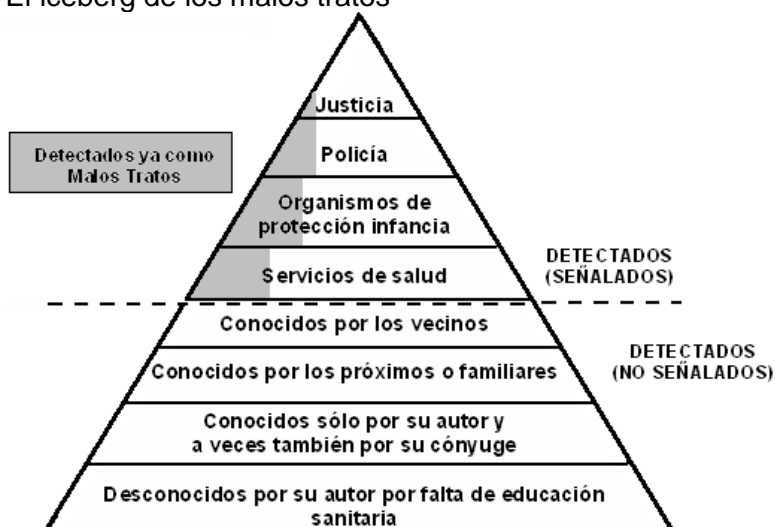 El iceberg de los malos tratos
Justicia
Detectados ya como
Malos Tratos
Policía
Organismos de
protección infancia
Servicios de salud
DETECTADOS
(SEÑALADOS)
Conocidos por los vecinos
DETECTADOS
(NO SEÑALADOS)
Conocidos por los próximos o familiares
Conocidos sólo por su autor y
a veces también por su cónyuge
Desconocidos por su autor por falta de educación
sanitaria